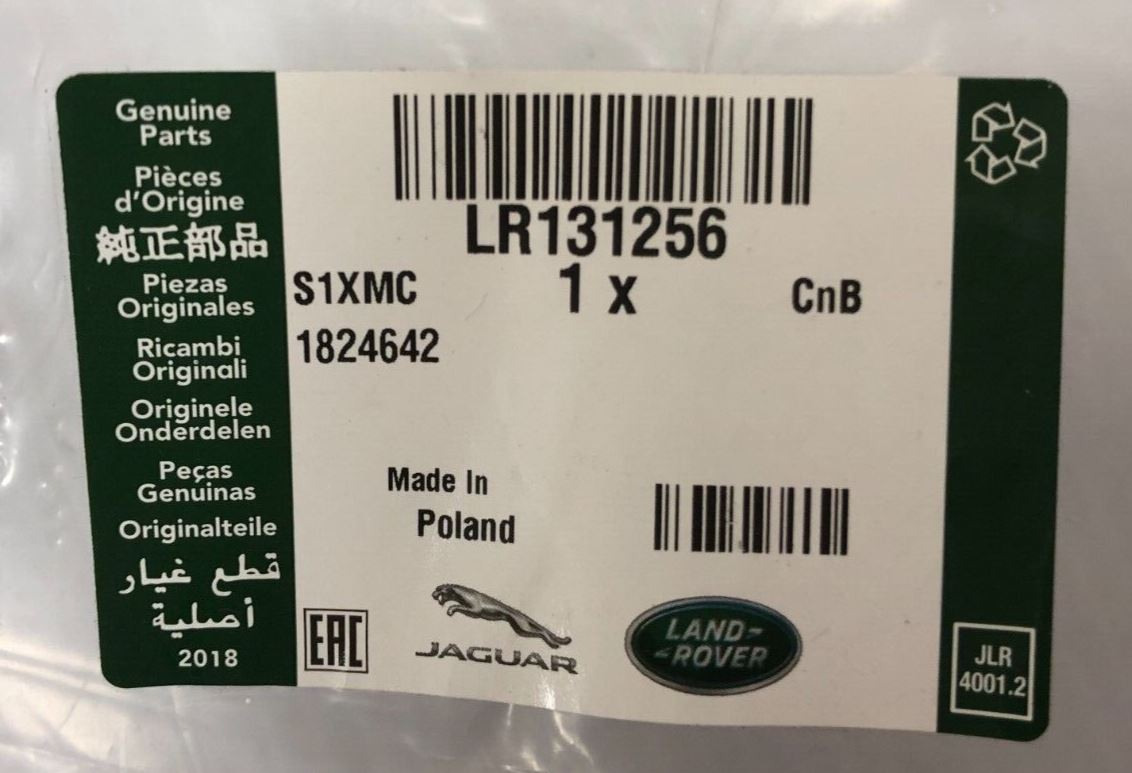 Genuine
Parts
Pièces
d'Origine
純正部品
Piezas
Originales
Ricambi
Originali
Originele
Onderdelen
Peças
Genuinas
Originalteile
قطع غيار
أصلية
2018
LR131256
S1XMC 1 x CnB
1824642
Made In
Poland
EAC
JAGUAR
LAND-
-ROVER
JLR
4001.2